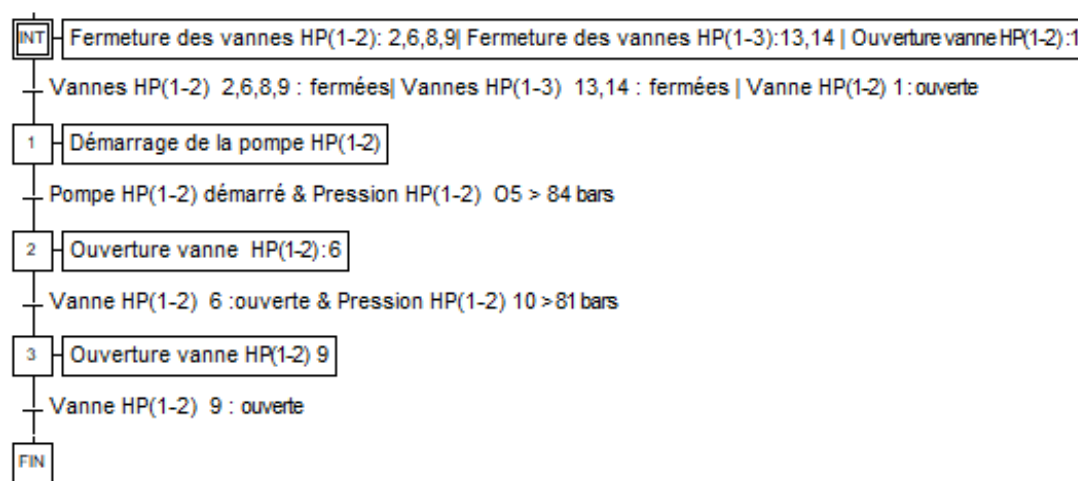 INT Fermeture des vannes HP(1-2): 2,6,8,9| Fermeture des vannes HP(1-3):13,14 | Ouverture vanne HP(1-2) :1
Vannes HP(1-2) 2,6,8,9 : fermées| Vannes HP(1-3) 13,14 : fermées | Vanne HP(1-2) 1 : ouverte
1 Démarrage de la pompe HP(1-2)
Pompe HP(1-2) démarré & Pression HP(1-2) O5 > 84 bars
2 Ouverture vanne HP(1-2):6
Vanne HP(1-2) 6 :ouverte & Pression HP(1-2) 10 >81 bars
3 Ouverture vanne HP(1-2) 9
Vanne HP(1-2) 9 : ouverte
FIN